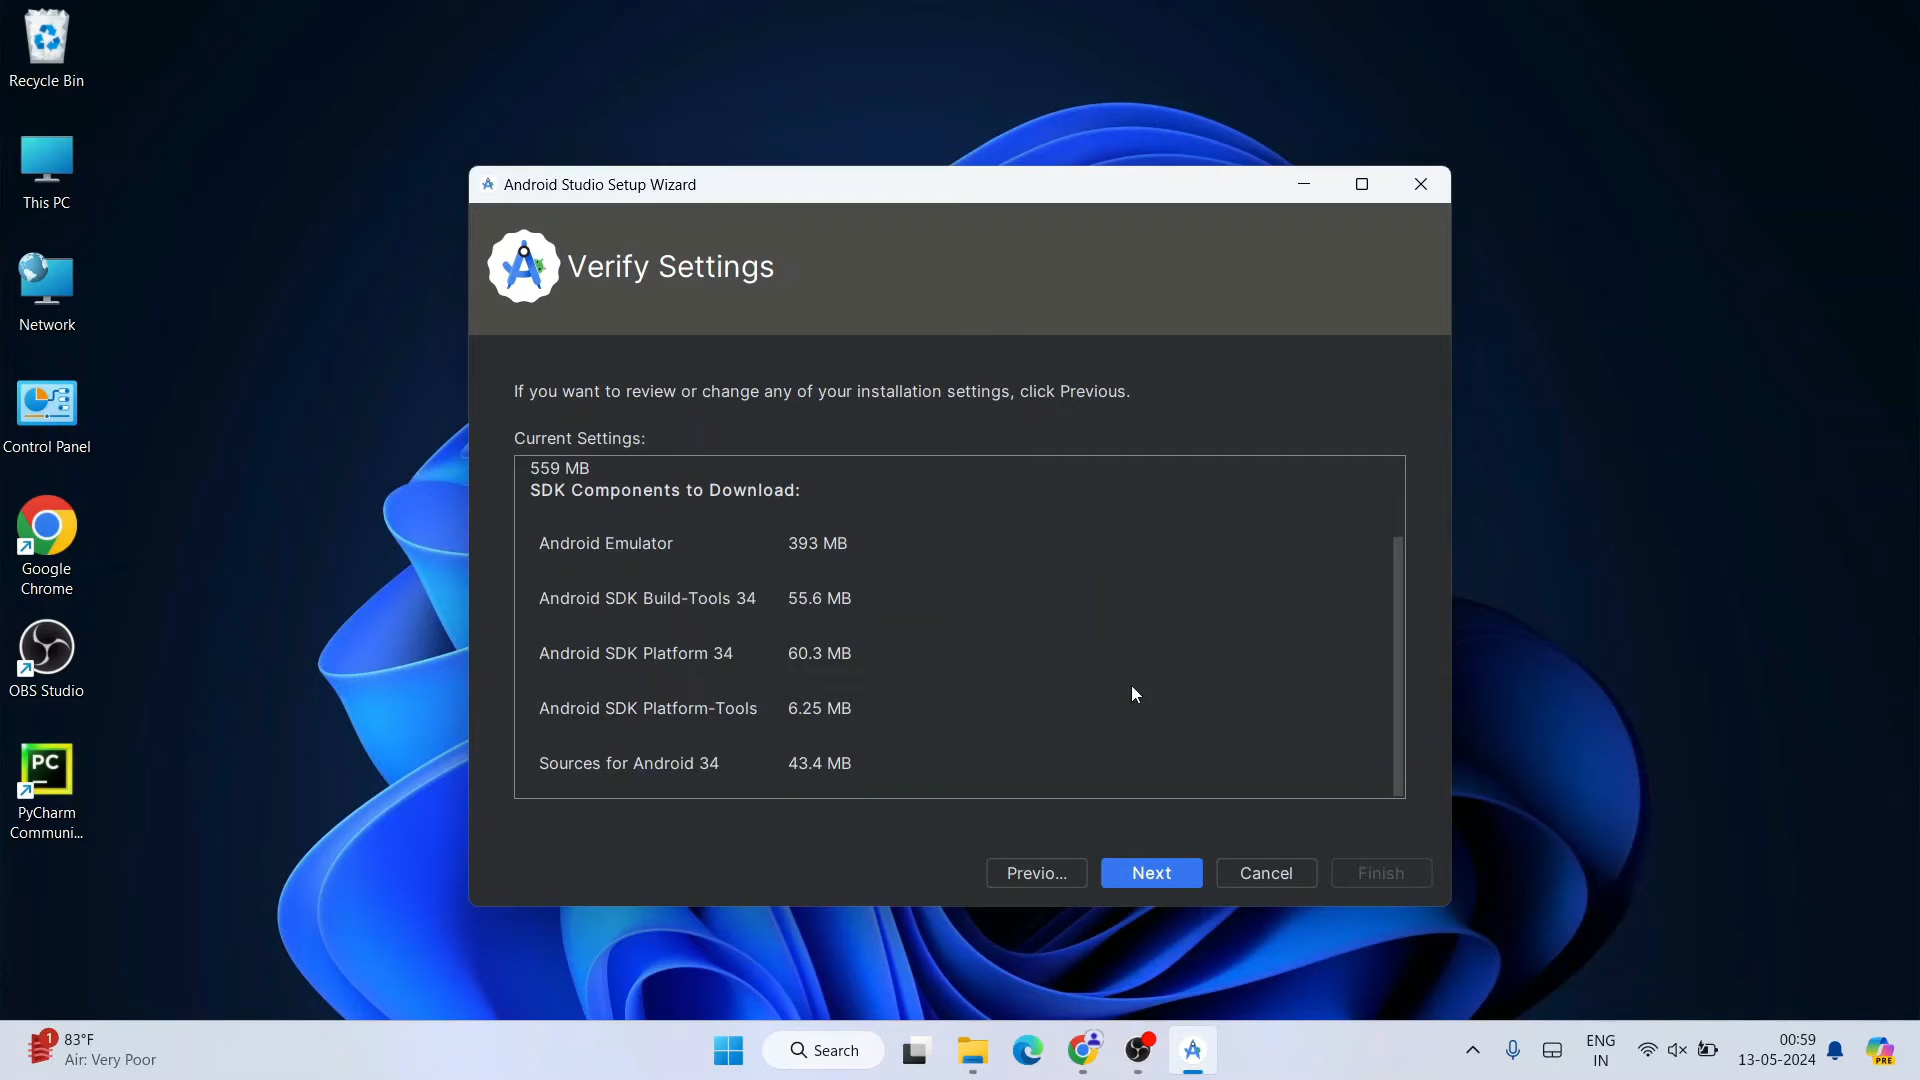 Recycle Bin
This PC
Network
Control Panel
Google
Chrome
OBS Studio
PC
PyCharm
Communi...
Android Studio Setup Wizard
Verify Settings
If you want to review or change any of your installation settings, click Previous.
Current Settings:
559 MB
SDK Components to Download:
Android Emulator 393 MB
Android SDK Build-Tools 34 55.6 MB
Android SDK Platform 34 60.3 MB
Android SDK Platform-Tools 6.25 MB
Sources for Android 34 43.4 MB
Previo... Next Cancel Finish
1
83°F
Air: Very Poor
Search
ENG
IN
00:59
13-05-2024
PRE